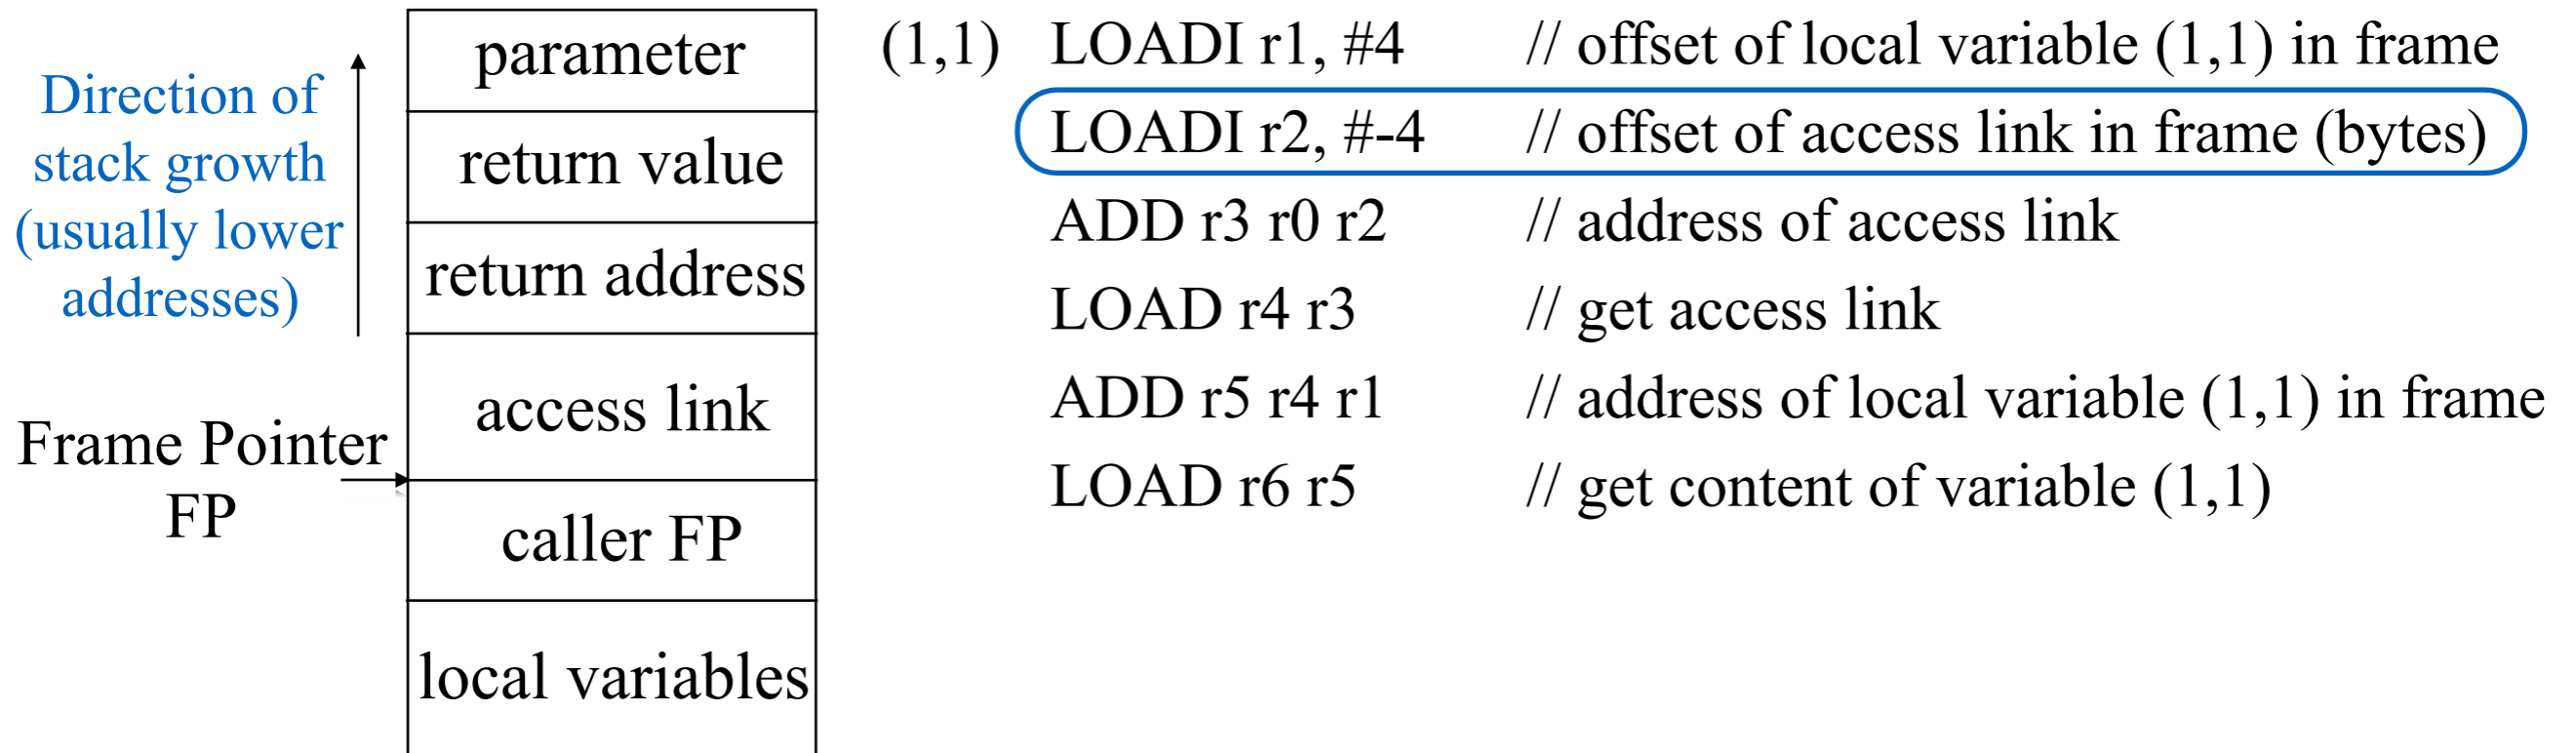 Direction of
stack growth
(usually lower
addresses)
Frame Pointer
FP
parameter
return value
return address
access link
caller FP
local variables
(1,1) LOADI r1, #4 // offset of local variable (1,1) in frame
LOADI r2, #-4 // offset of access link in frame (bytes)
ADD r3 r0 r2 // address of access link
LOAD r4 r3 // get access link
ADD r5 r4 r1 // address of local variable (1,1) in frame
LOAD r6 r5 // get content of variable (1,1)